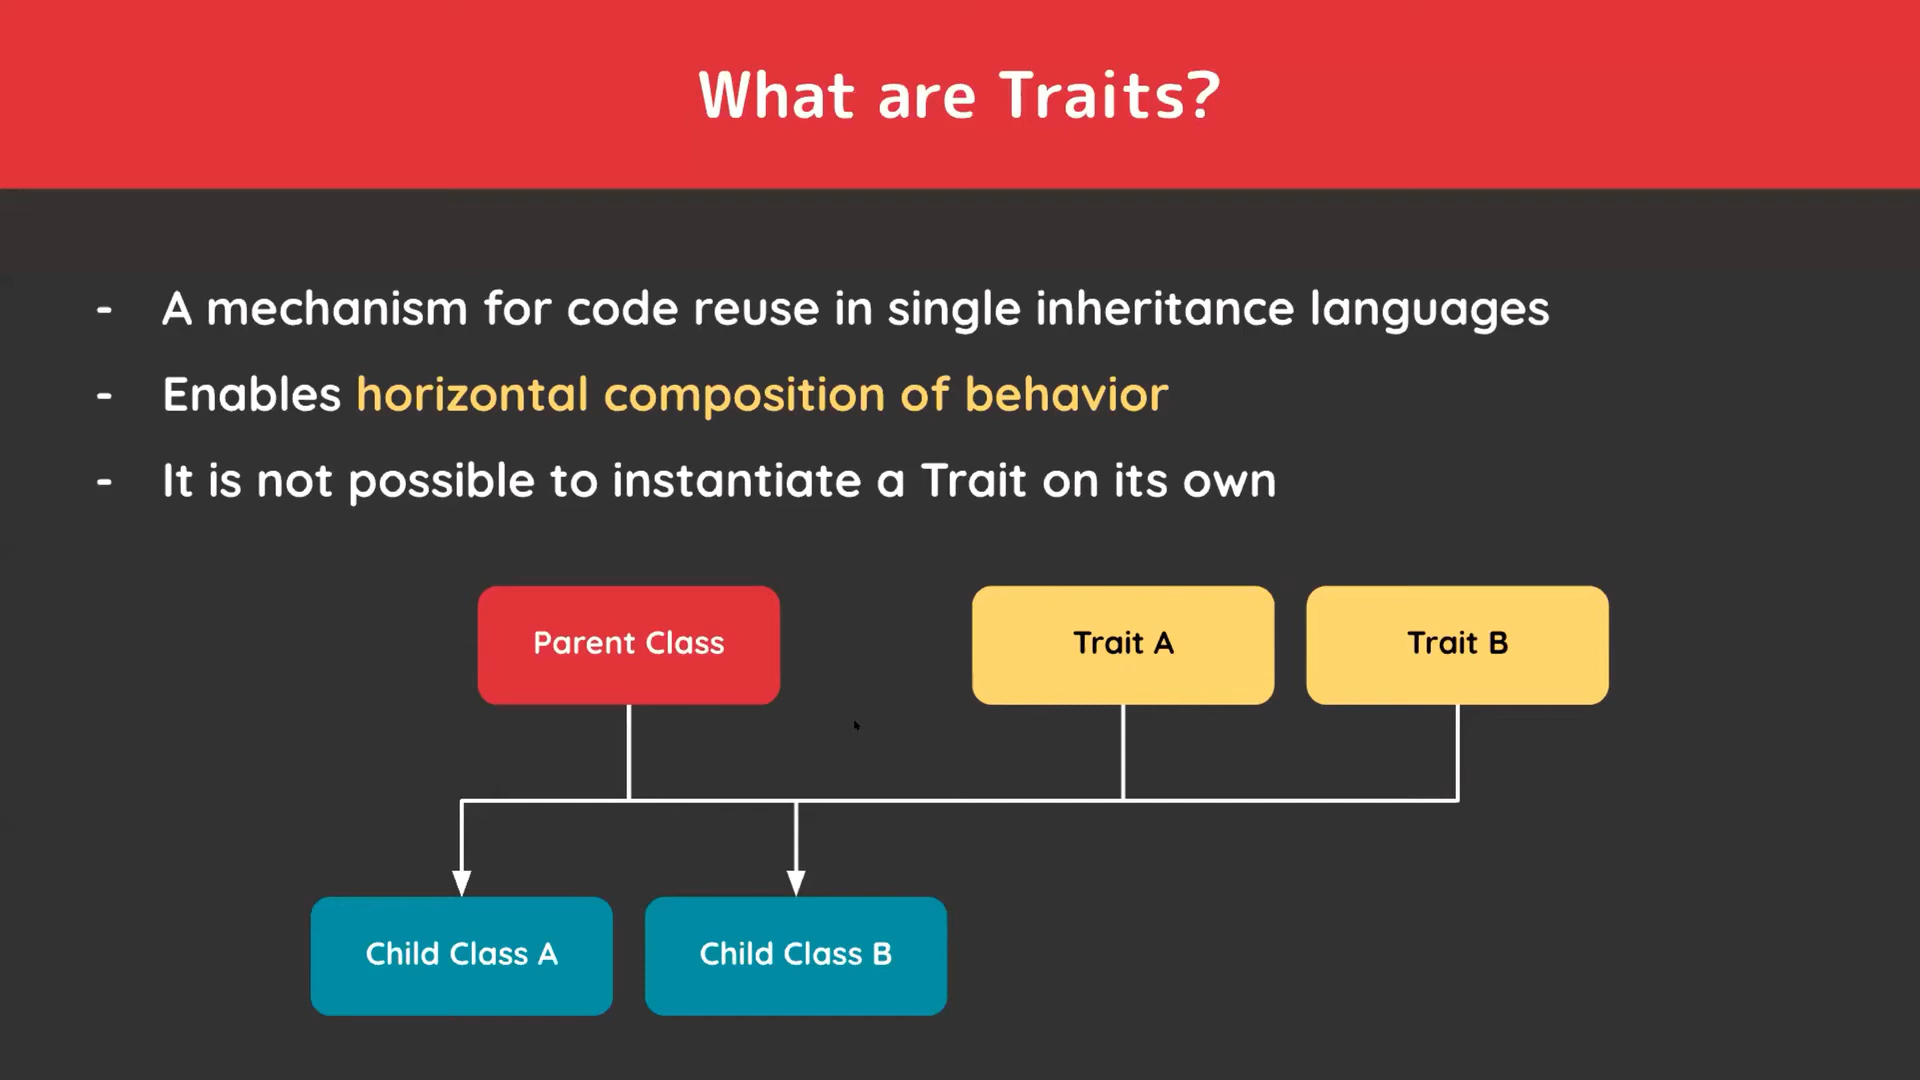 What are Traits?
- A mechanism for code reuse in single inheritance languages
- Enables horizontal composition of behavior
- It is not possible to instantiate a Trait on its own
Parent Class
Trait A
Trait B
Child Class A
Child Class B